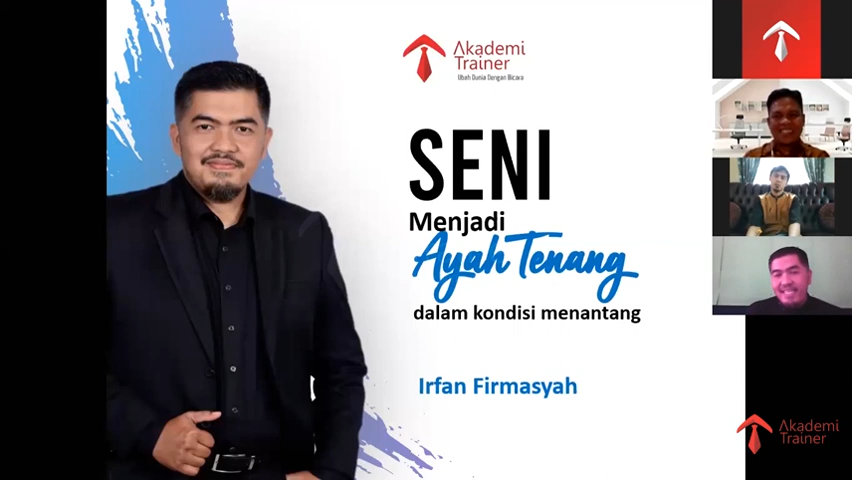 Akademi
Trainer
Ubah Dunia Dengan Bicara
SENI
Menjadi
Ayah Tenang
dalam kondisi menantang
Irfan Firmasyah
Akademi
Trainer